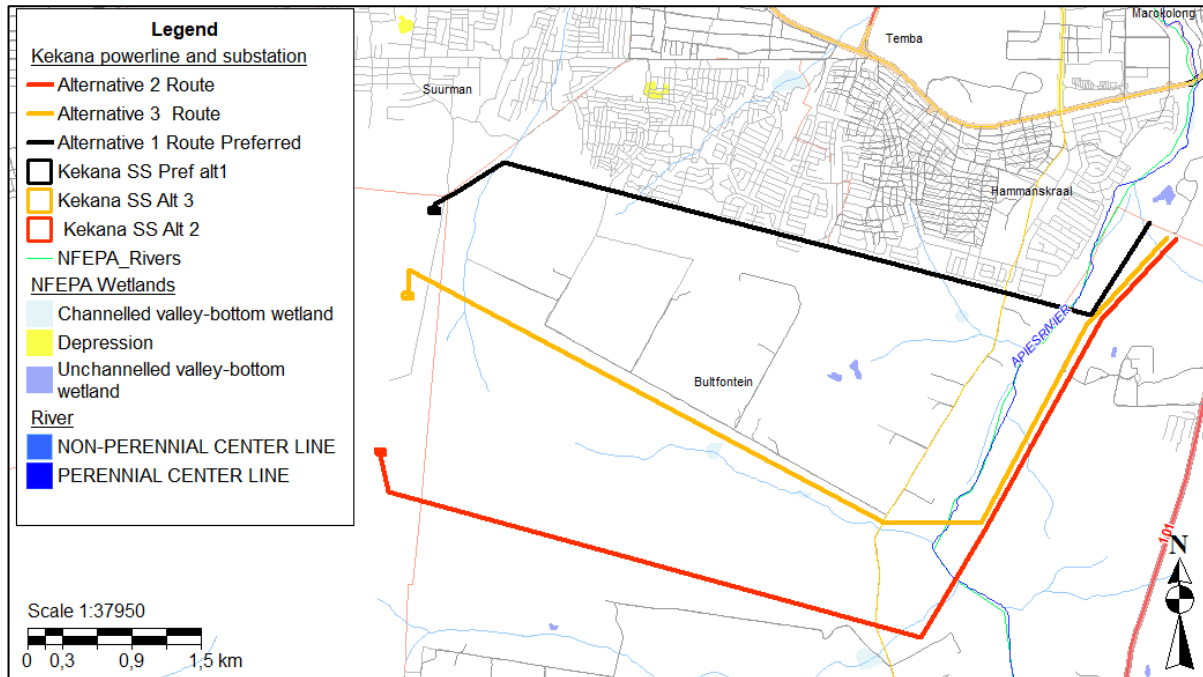 Legend
Kekana powerline and substation
Alternative 2 Route
Alternative 3 Route
Alternative 1 Route Preferred
Kekana SS Pref alt1
Kekana SS Alt 3
Kekana SS Alt 2
NFEPA_Rivers
NFEPA Wetlands
Channelled valley-bottom wetland
Depression
Unchannelled valley-bottom
wetland
River
NON-PERENNIAL CENTER LINE
PERENNIAL CENTER LINE
Scale 1:37950
0 0,3 0,9 1,5 km
Marokolong
Temba
Suurman
Hammanskraal
APIESRIVIER
Bultfontein
101
N